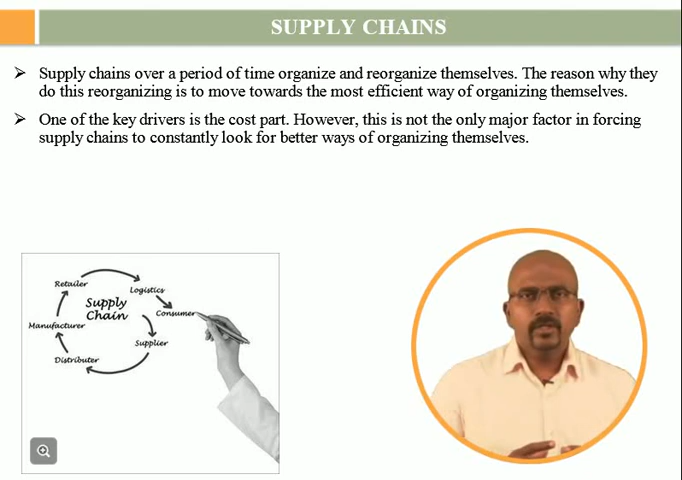 SUPPLY CHAINS
Supply chains over a period of time organize and reorganize themselves. The reason why they
do this reorganizing is to move towards the most efficient way of organizing themselves.
One of the key drivers is the cost part. However, this is not the only major factor in forcing
supply chains to constantly look for better ways of organizing themselves.
Retailer
Logistics
Supply
Chain
Consumer
Manufacturer
Supplier
Distributer